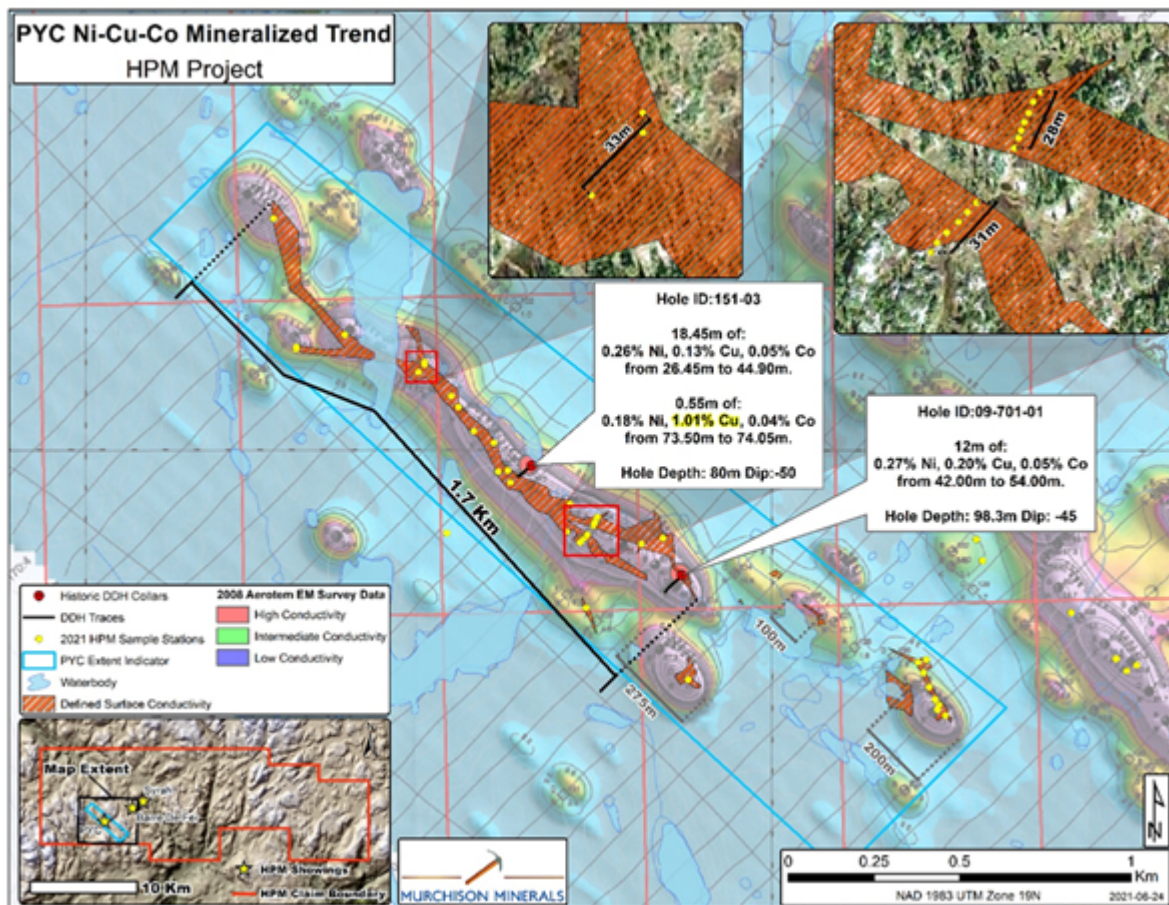 PYC Ni-Cu-Co Mineralized Trend
HPM Project
33m
28m
31m
Hole ID:151-03
18.45m of:
0.26% Ni, 0.13% Cu, 0.05% Co
from 26.45m to 44.90m.
0.55m of:
0.18% Ni, 1.01% Cu, 0.04% Co
from 73.50m to 74.05m.
Hole Depth: 80m Dip:-50
Hole ID:09-701-01
12m of:
0.27% Ni, 0.20% Cu, 0.05% Co
from 42.00m to 54.00m.
Hole Depth: 98.3m Dip: -45
1.7 Km
100m
275m
200m
Historic DDH Collars
DDH Traces
2021 HPM Sample Stations
PYC Extent Indicator
Waterbody
Defined Surface Conductivity
2008 Aerotem EM Survey Data
High Conductivity
Intermediate Conductivity
Low Conductivity
Map Extent
Syrah
PYC
HPM Showings
HPM Claim Boundary
10 Km
MURCHISON MINERALS
N
0 0.25 0.5 1
Km
NAD 1983 UTM Zone 19N
2021-06-24